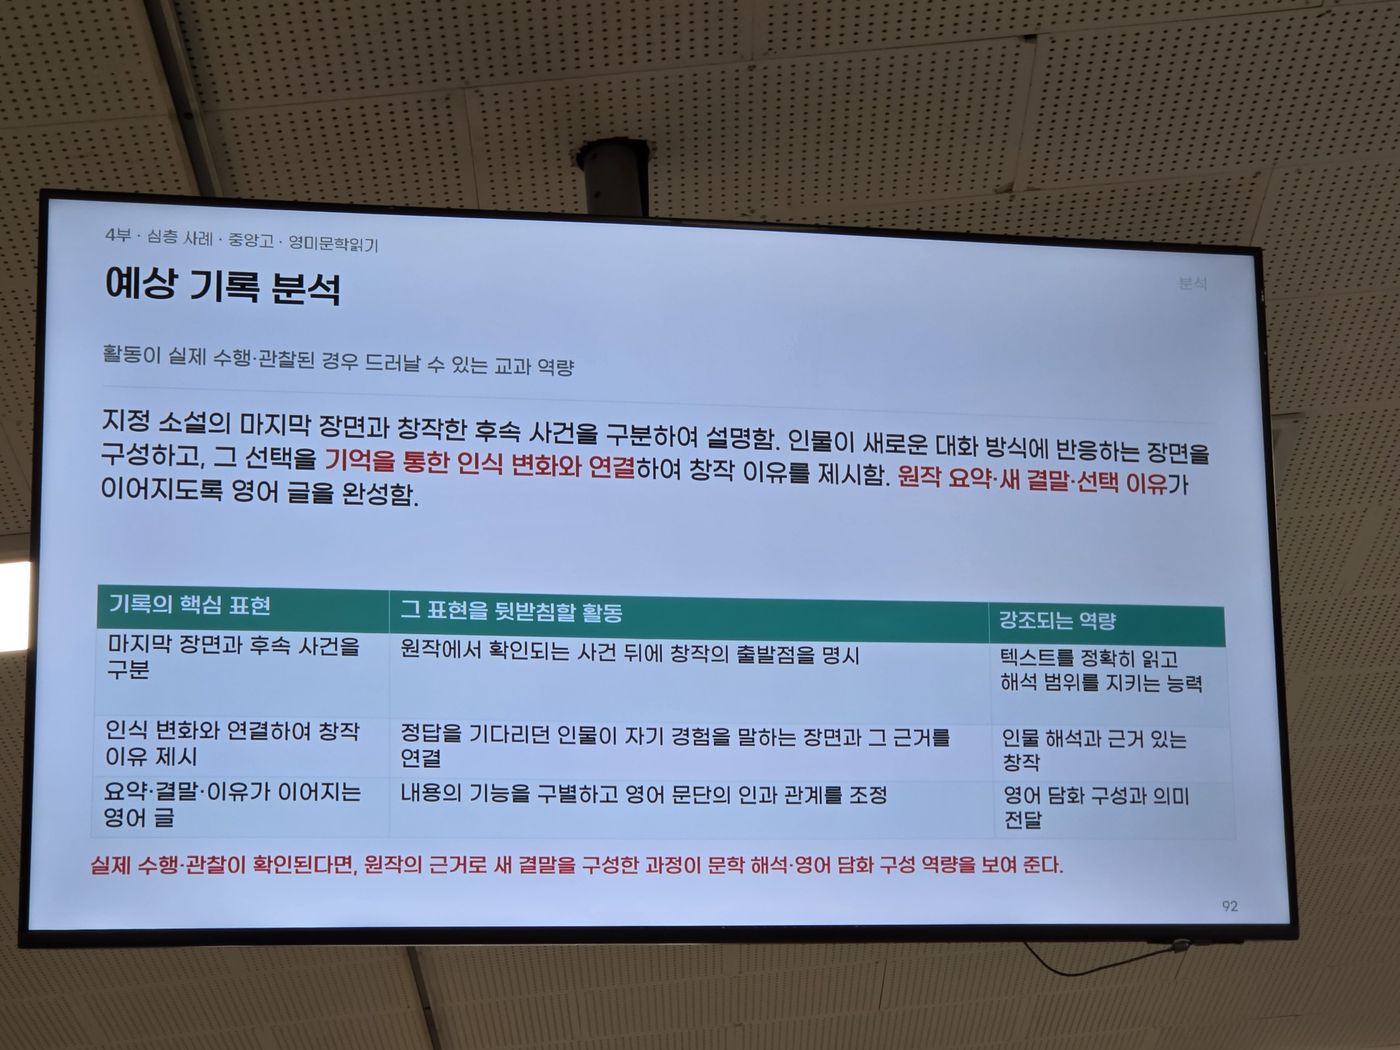 4부 · 심층 사례 · 중앙고 · 영미문학읽기
예상 기록 분석
분석
활동이 실제 수행·관찰된 경우 드러날 수 있는 교과 역량
지정 소설의 마지막 장면과 창작한 후속 사건을 구분하여 설명함. 인물이 새로운 대화 방식에 반응하는 장면을
구성하고, 그 선택을 기억을 통한 인식 변화와 연결하여 창작 이유를 제시함. 원작 요약·새 결말·선택 이유가
이어지도록 영어 글을 완성함.
기록의 핵심 표현
그 표현을 뒷받침할 활동
강조되는 역량
마지막 장면과 후속 사건을
구분
원작에서 확인되는 사건 뒤에 창작의 출발점을 명시
텍스트를 정확히 읽고
해석 범위를 지키는 능력
인식 변화와 연결하여 창작
이유 제시
정답을 기다리던 인물이 자기 경험을 말하는 장면과 그 근거를
연결
인물 해석과 근거 있는
창작
요약·결말·이유가 이어지는
영어 글
내용의 기능을 구별하고 영어 문단의 인과 관계를 조정
영어 담화 구성과 의미
전달
실제 수행·관찰이 확인된다면, 원작의 근거로 새 결말을 구성한 과정이 문학 해석·영어 담화 구성 역량을 보여 준다.
92